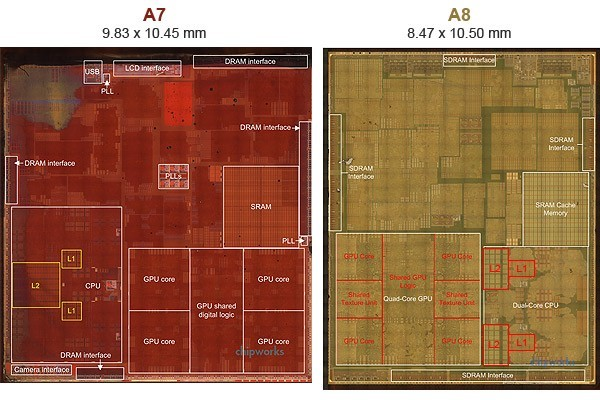 A7
9.83 x 10.45 mm
USB
LCD interface
DRAM interface
PLL
DRAM interface
DRAM interface
PLLs
SRAM
PLL
L1
L2
CPU
L1
GPU core
GPU core
GPU shared
digital logic
GPU core
GPU core
chipworks
DRAM interface
Camera interface
A8
8.47 x 10.50 mm
SDRAM Interface
SDRAM
Interface
SDRAM
Interface
SRAM Cache
Memory
GPU Core
GPU Core
Shared GPU
Logic
Quad-Core GPU
Shared
Texture Unit
Shared
Texture Unit
GPU Core
GPU Core
L2
L1
Dual-Core CPU
L2
L1
SDRAM Interface